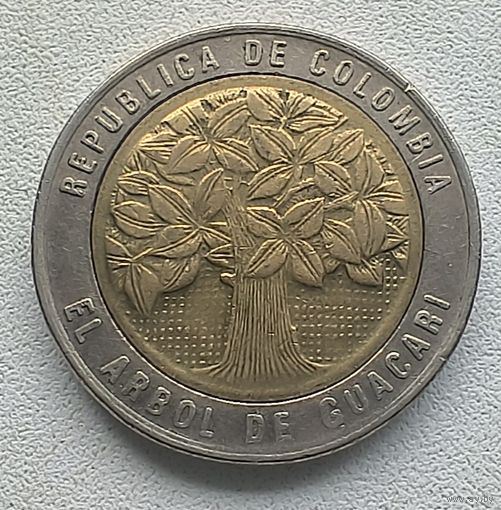 REPUBLICA DE COLOMBIA
EL ARBOL DE GUACARI